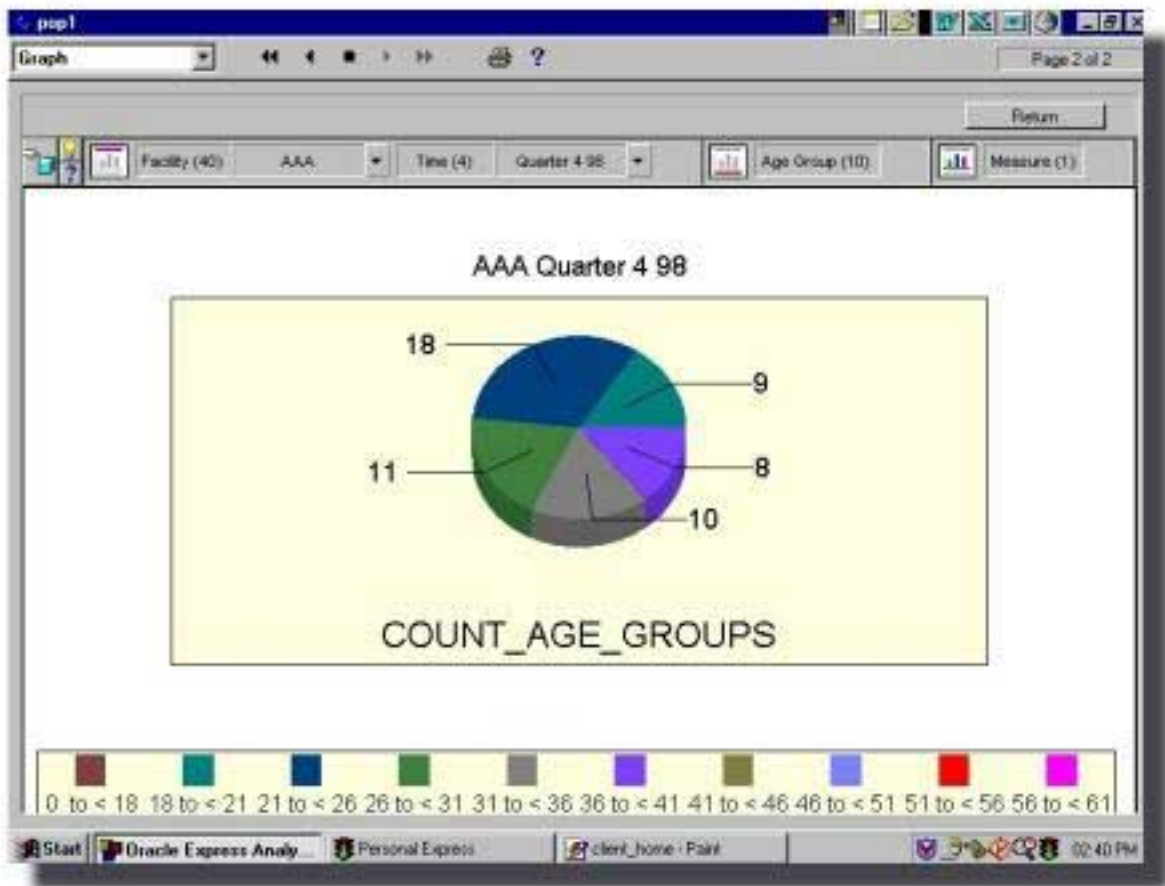 pop1
Graph
?
Page 2 of 2
Return
Facility (40) AAA Time (4) Quarter 4 98 Age Group (10) Measure (1)
AAA Quarter 4 98
18
9
11
8
10
COUNT_AGE_GROUPS
0 to < 18 18 to < 21 21 to < 26 26 to < 31 31 to < 36 36 to < 41 41 to < 46 46 to < 51 51 to < 56 56 to < 61
Start Oracle Express Analy... Personal Express client_home - Paint 02:40 PM